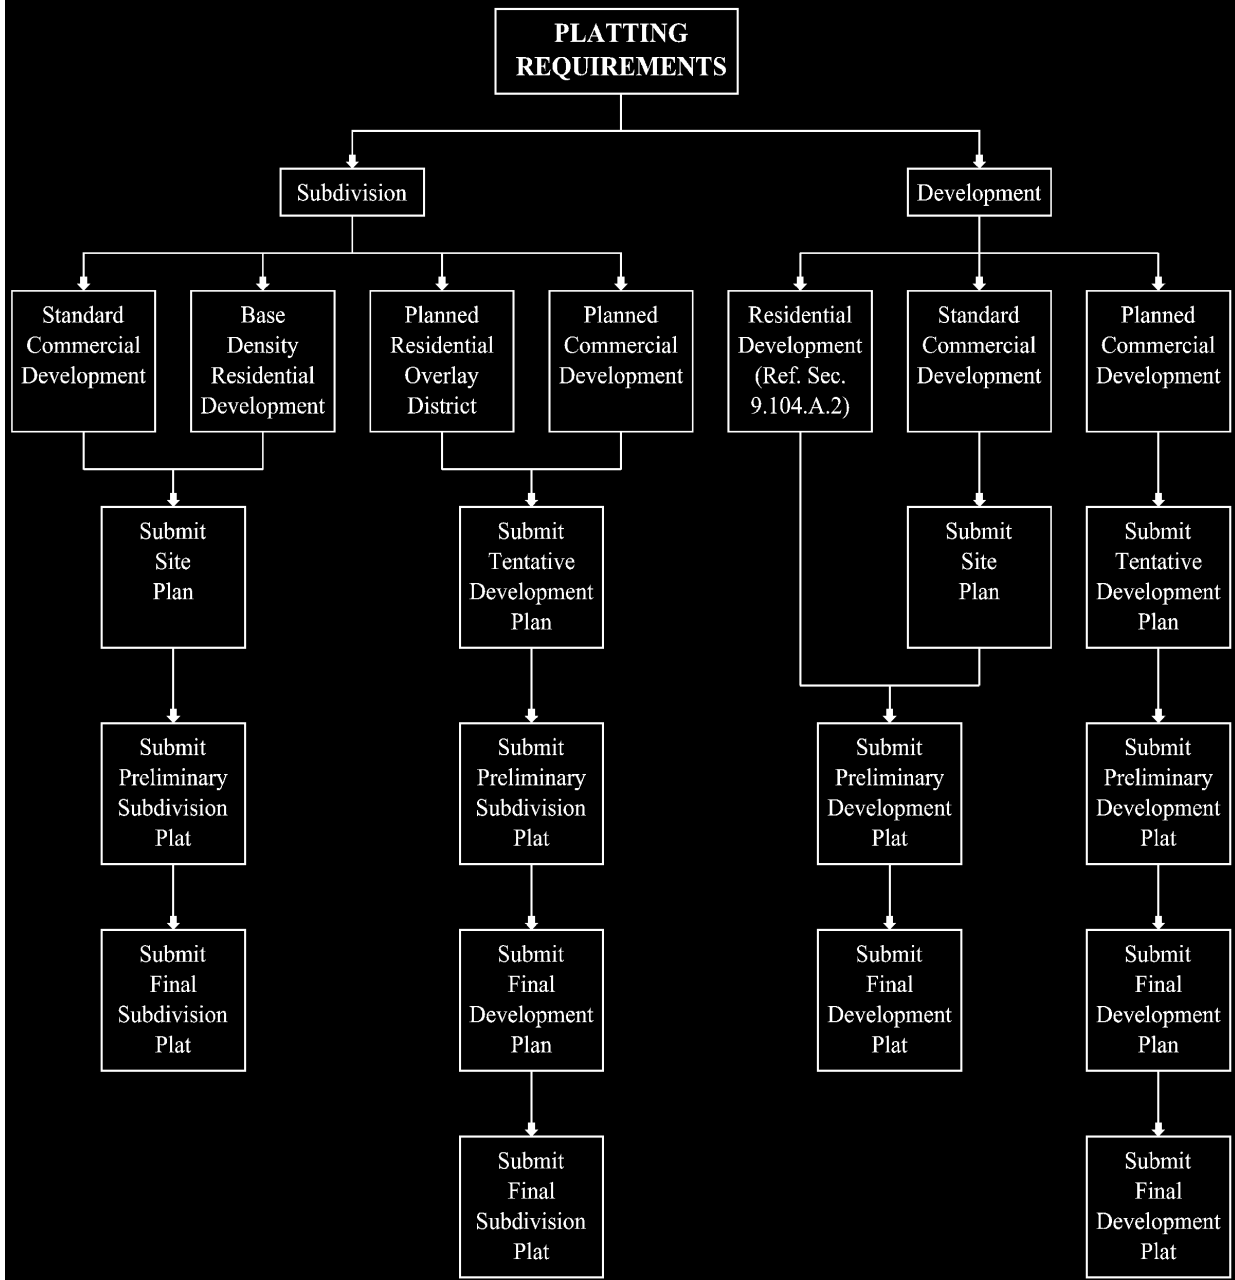 PLATTING
REQUIREMENTS
Subdivision
Development
Standard
Commercial
Development
Base
Density
Residential
Development
Planned
Residential
Overlay
District
Planned
Commercial
Development
Residential
Development
(Ref. Sec.
9.104.A.2)
Standard
Commercial
Development
Planned
Commercial
Development
Submit
Site
Plan
Submit
Tentative
Development
Plan
Submit
Site
Plan
Submit
Tentative
Development
Plan
Submit
Preliminary
Subdivision
Plat
Submit
Preliminary
Subdivision
Plat
Submit
Preliminary
Development
Plat
Submit
Preliminary
Development
Plat
Submit
Final
Subdivision
Plat
Submit
Final
Development
Plan
Submit
Final
Development
Plat
Submit
Final
Development
Plan
Submit
Final
Subdivision
Plat
Submit
Final
Development
Plat